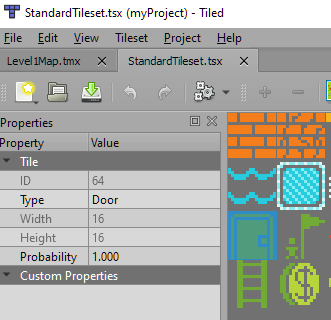 StandardTileset.tsx (myProject) - Tiled
File Edit View Tileset Project Help
Level1Map.tmx StandardTileset.tsx
Properties
Property Value
Tile
ID 64
Type Door
Width 16
Height 16
Probability 1.000
Custom Properties